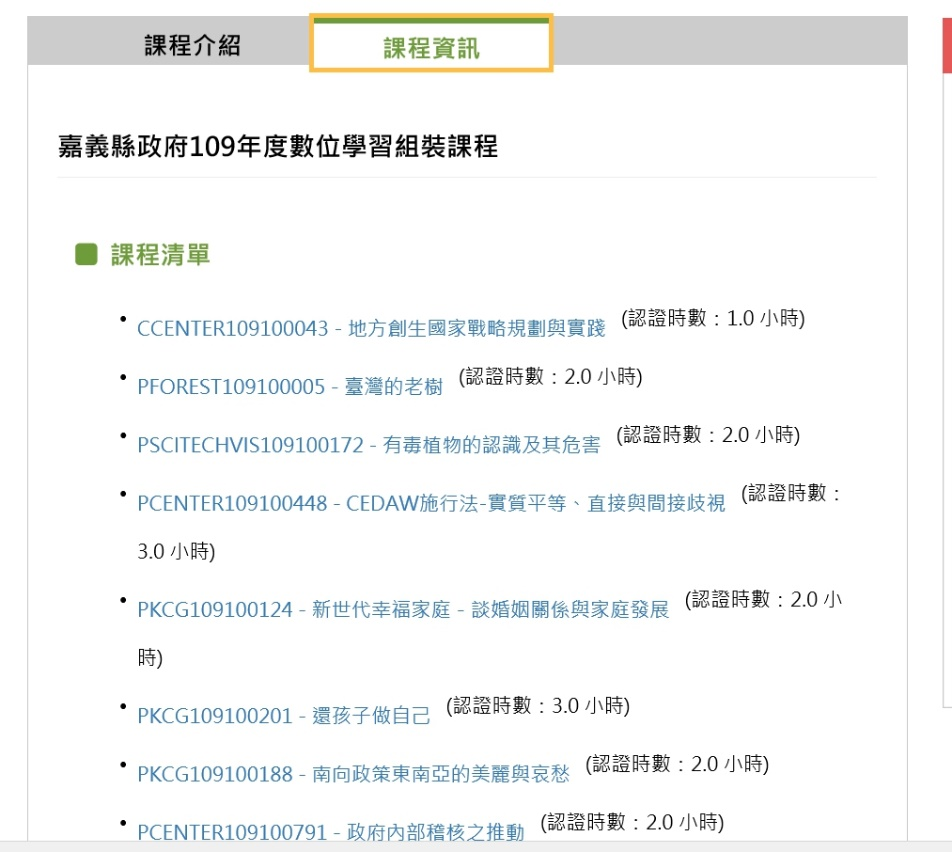 課程介紹
課程資訊
嘉義縣政府109年度數位學習組裝課程
課程清單
• CCENTER109100043 - 地方創生國家戰略規劃與實踐 (認證時數：1.0 小時)
• PFOREST109100005 - 臺灣的老樹 (認證時數：2.0 小時)
• PSCITECHVIS109100172 - 有毒植物的認識及其危害 (認證時數：2.0 小時)
• PCENTER109100448 - CEDAW施行法-實質平等、直接與間接歧視 (認證時數：
3.0 小時)
• PKCG109100124 - 新世代幸福家庭 - 談婚姻關係與家庭發展 (認證時數：2.0 小
時)
• PKCG109100201 - 還孩子做自己 (認證時數：3.0 小時)
• PKCG109100188 - 南向政策東南亞的美麗與哀愁 (認證時數：2.0 小時)
• PCENTER109100791 - 政府內部稽核之推動 (認證時數：2.0 小時)